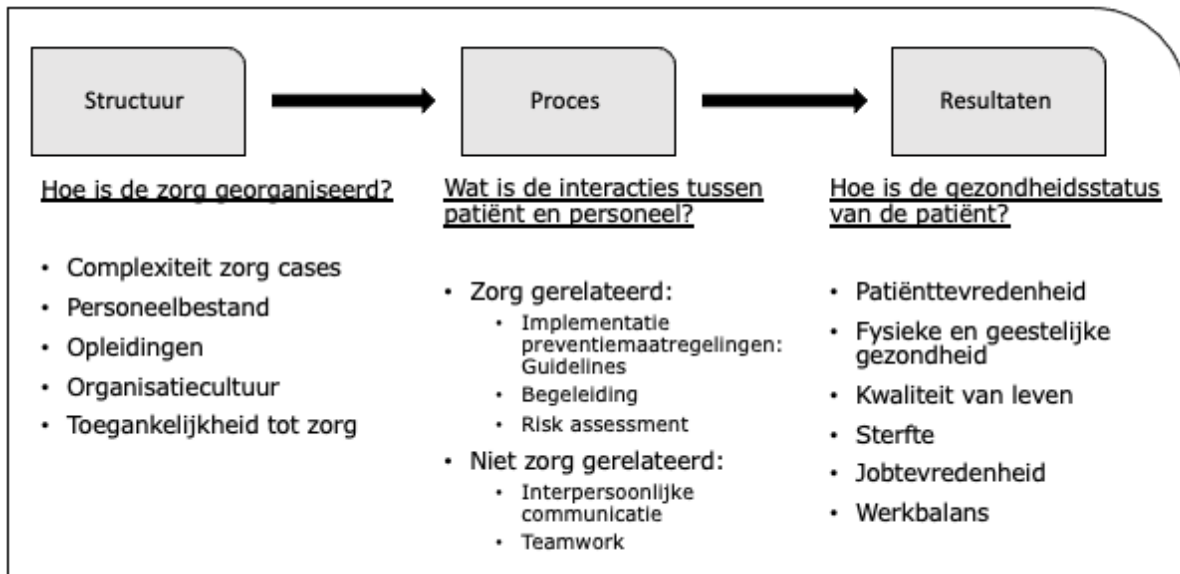 Structuur
Hoe is de zorg georganiseerd?
• Complexiteit zorg cases
• Personeelbestand
• Opleidingen
• Organisatiecultuur
• Toegankelijkheid tot zorg
Proces
Wat is de interacties tussen
patiënt en personeel?
• Zorg gerelateerd:
• Implementatie
preventiemaatregelingen:
Guidelines
• Begeleiding
• Risk assessment
• Niet zorg gerelateerd:
• Interpersoonlijke
communicatie
• Teamwork
Resultaten
Hoe is de gezondheidsstatus
van de patiënt?
• Patiënttevredenheid
• Fysieke en geestelijke
gezondheid
• Kwaliteit van leven
• Sterfte
• Jobtevredenheid
• Werkbalans